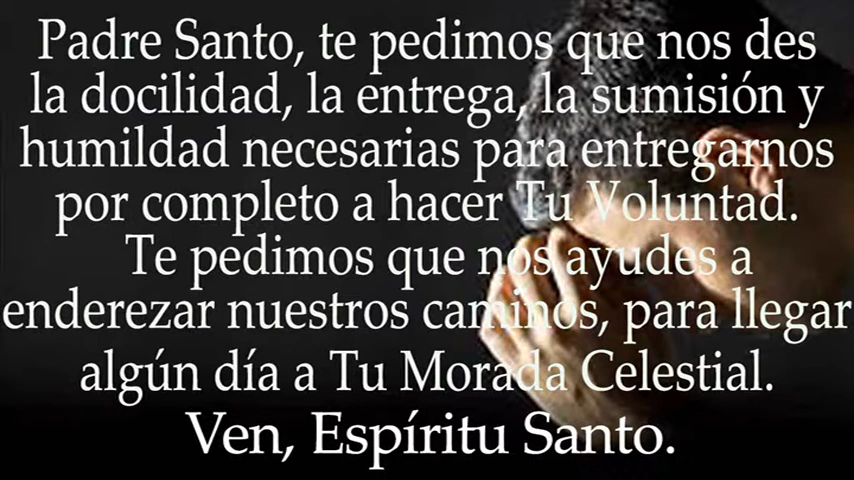 Padre Santo, te pedimos que nos des
la docilidad, la entrega, la sumisión y
humildad necesarias para entregarnos
por completo a hacer Tu Voluntad.
Te pedimos que nos ayudes a
enderezar nuestros caminos, para llegar
algún día a Tu Morada Celestial.
Ven, Espíritu Santo.